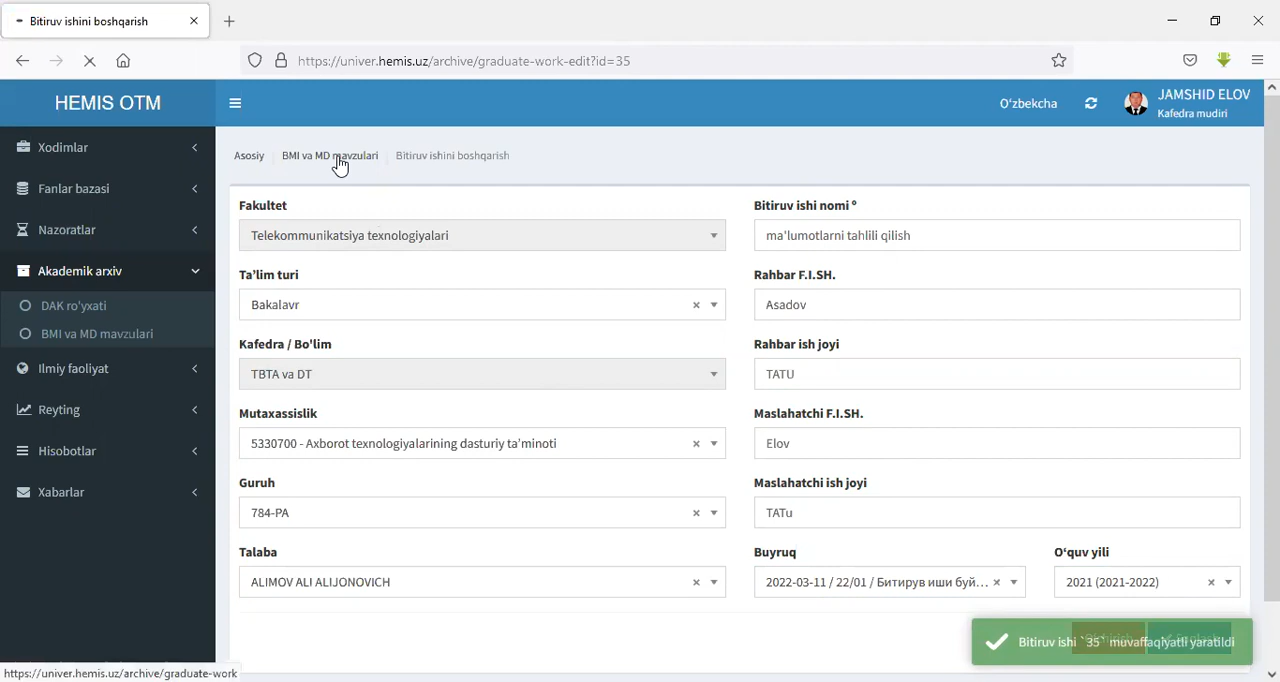 Bitiruv ishini boshqarish
https://univer.hemis.uz/archive/graduate-work-edit?id=35
HEMIS OTM
O'zbekcha
JAMSHID ELOV
Kafedra mudiri
Xodimlar
Fanlar bazasi
Nazoratlar
Akademik arxiv
DAK ro'yxati
BMI va MD mavzulari
Ilmiy faoliyat
Reyting
Hisobotlar
Xabarlar
Asosiy BMI va MD mavzulari Bitiruv ishini boshqarish
Fakultet
Telekommunikatsiya texnologiyalari
Ta'lim turi
Bakalavr
Kafedra / Bo'lim
TBTA va DT
Mutaxassislik
5330700 - Axborot texnologiyalarining dasturiy ta'minoti
Guruh
784-PA
Talaba
ALIMOV ALI ALIJONOVICH
Bitiruv ishi nomi °
ma'lumotlarni tahlili qilish
Rahbar F.I.SH.
Asadov
Rahbar ish joyi
TATU
Maslahatchi F.I.SH.
Elov
Maslahatchi ish joyi
TATu
Buyruq
2022-03-11 / 22/01 / Битирув иши буй...
O'quv yili
2021 (2021-2022)
Bitiruv ishi `35` muvaffaqiyatli yaratildi
https://univer.hemis.uz/archive/graduate-work